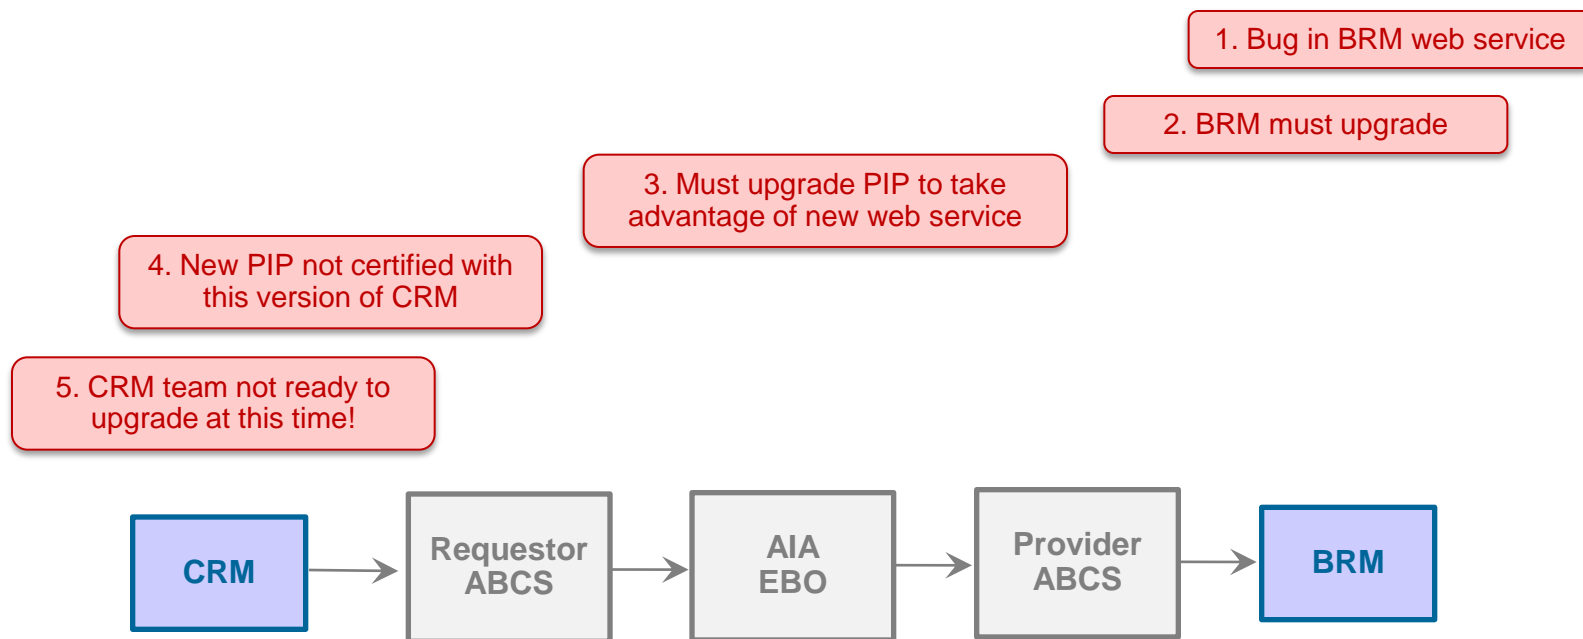 1. Bug in BRM web service
2. BRM must upgrade
3. Must upgrade PIP to take
advantage of new web service
4. New PIP not certified with
this version of CRM
5. CRM team not ready to
upgrade at this time!
CRM
Requestor
ABCS
AIA
EBO
Provider
ABCS
BRM